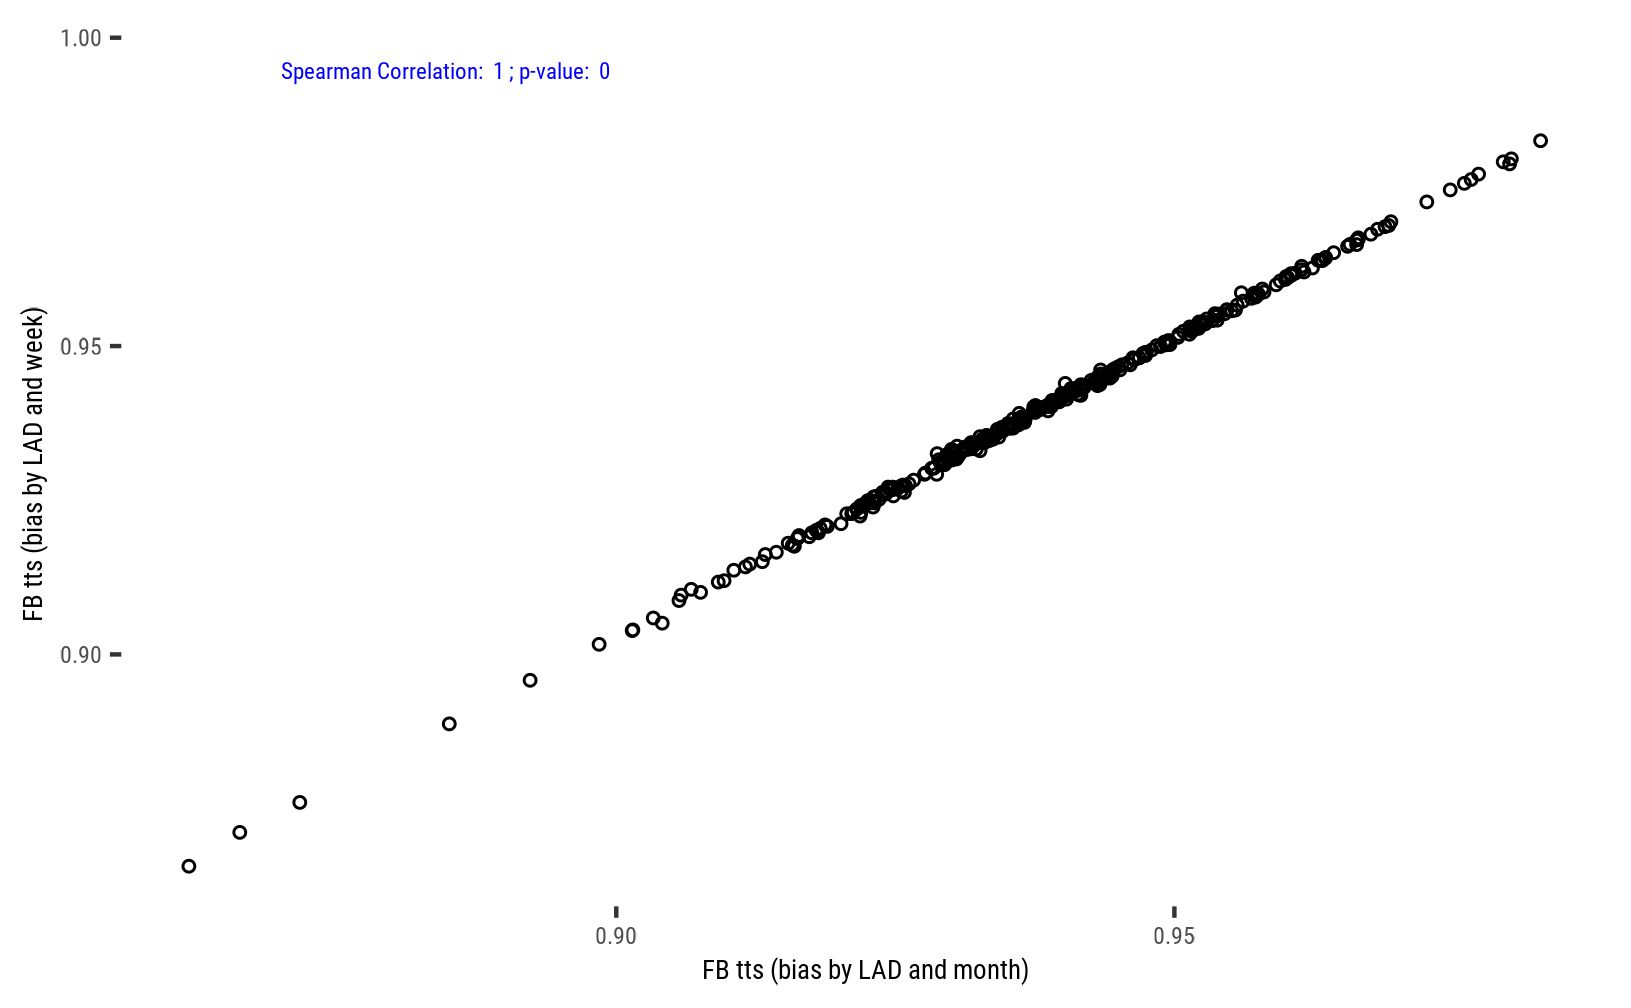 1.00
Spearman Correlation: 1 ; p-value: 0
0.95
0.90
FB tts (bias by LAD and week)
0.90
0.95
FB tts (bias by LAD and month)